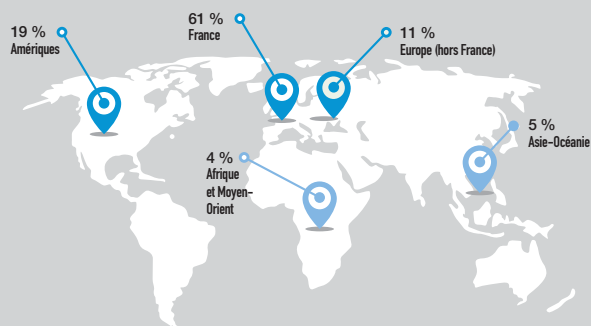 19 %
Amériques
61 %
France
11 %
Europe (hors France)
4 %
Afrique
et Moyen-
Orient
5 %
Asie-Océanie